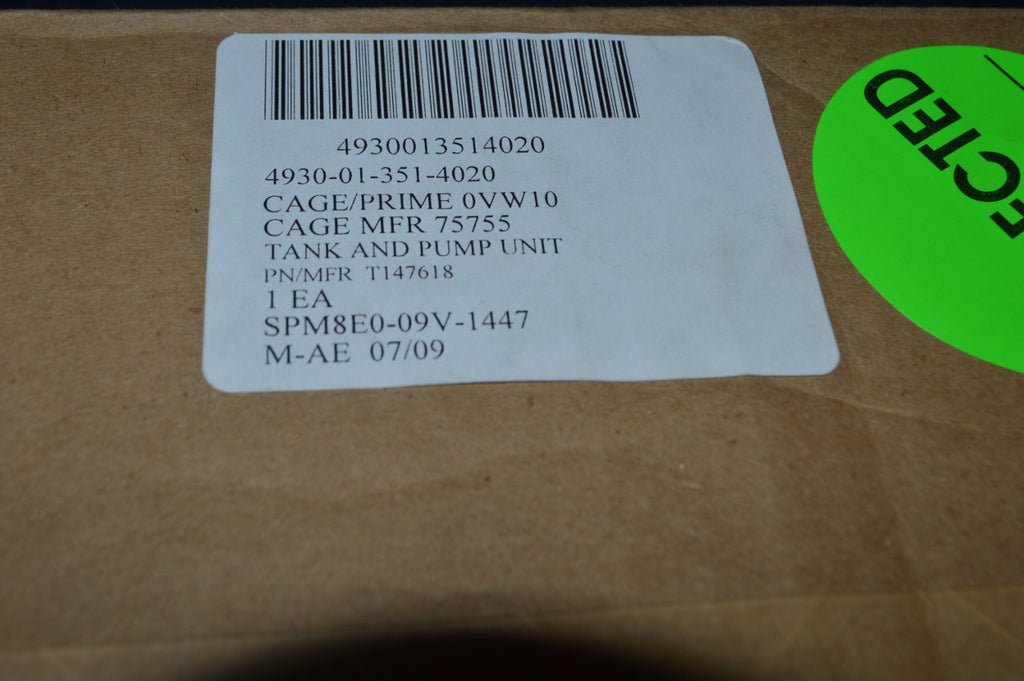 4930013514020
4930-01-351-4020
CAGE/PRIME 0VW10
CAGE MFR 75755
TANK AND PUMP UNIT
PN/MFR T147618
1 EA
SPM8E0-09V-1447
M-AE 07/09
ECTED